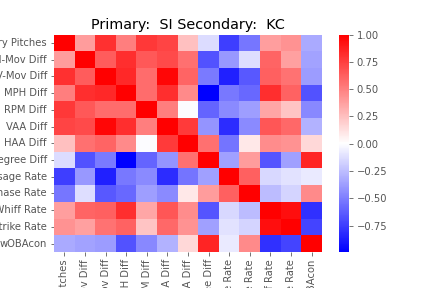 Primary:  SI Secondary:  KC
ry Pitches
-Mov Diff
V-Mov Diff
MPH Diff
RPM Diff
VAA Diff
HAA Diff
egree Diff
sage Rate
hase Rate
Whiff Rate
trike Rate
wOBAcon
tches
v Diff
ov Diff
H Diff
M Diff
A Diff
A Diff
ee Diff
e Rate
e Rate
ff Rate
e Rate
BAcon
1.00
0.75
0.50
0.25
0.00
−0.25
−0.50
−0.75